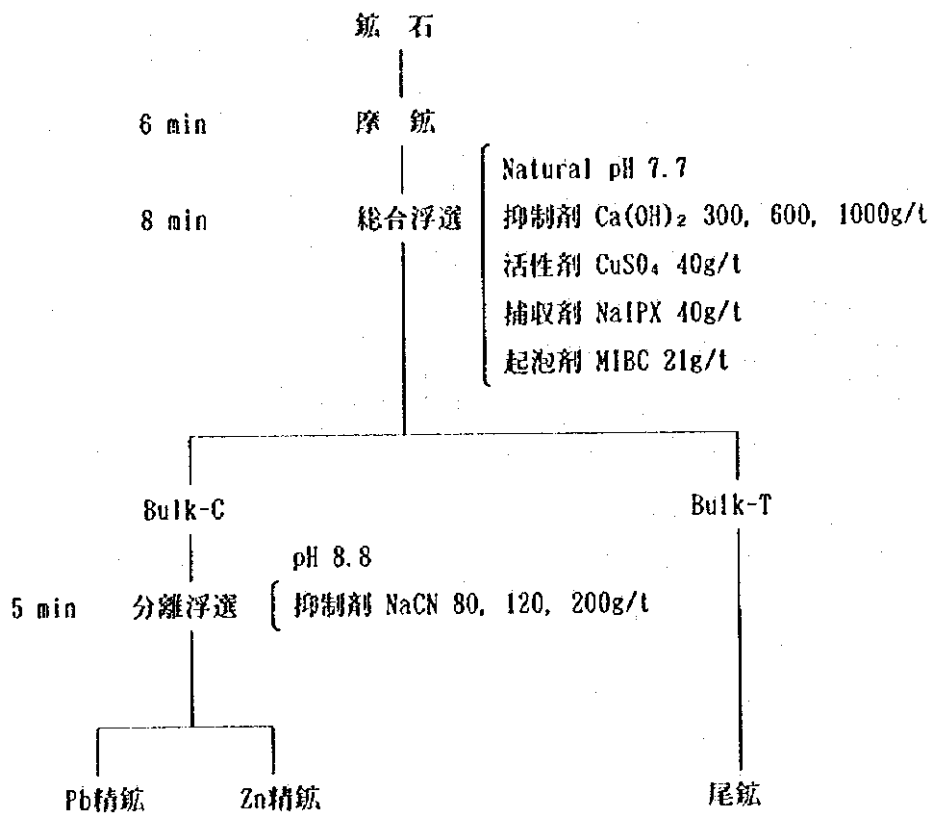 鉱 石
6 min 摩 鉱
Natural pH 7.7
8 min 総合浮選 抑制剤 Ca(OH)₂ 300, 600, 1000g/t
活性剤 CuSO₄ 40g/t
捕収剤 NaIPX 40g/t
起泡剤 MIBC 21g/t
Bulk-C Bulk-T
pH 8.8
5 min 分離浮選 抑制剤 NaCN 80, 120, 200g/t
Pb精鉱 Zn精鉱 尾鉱